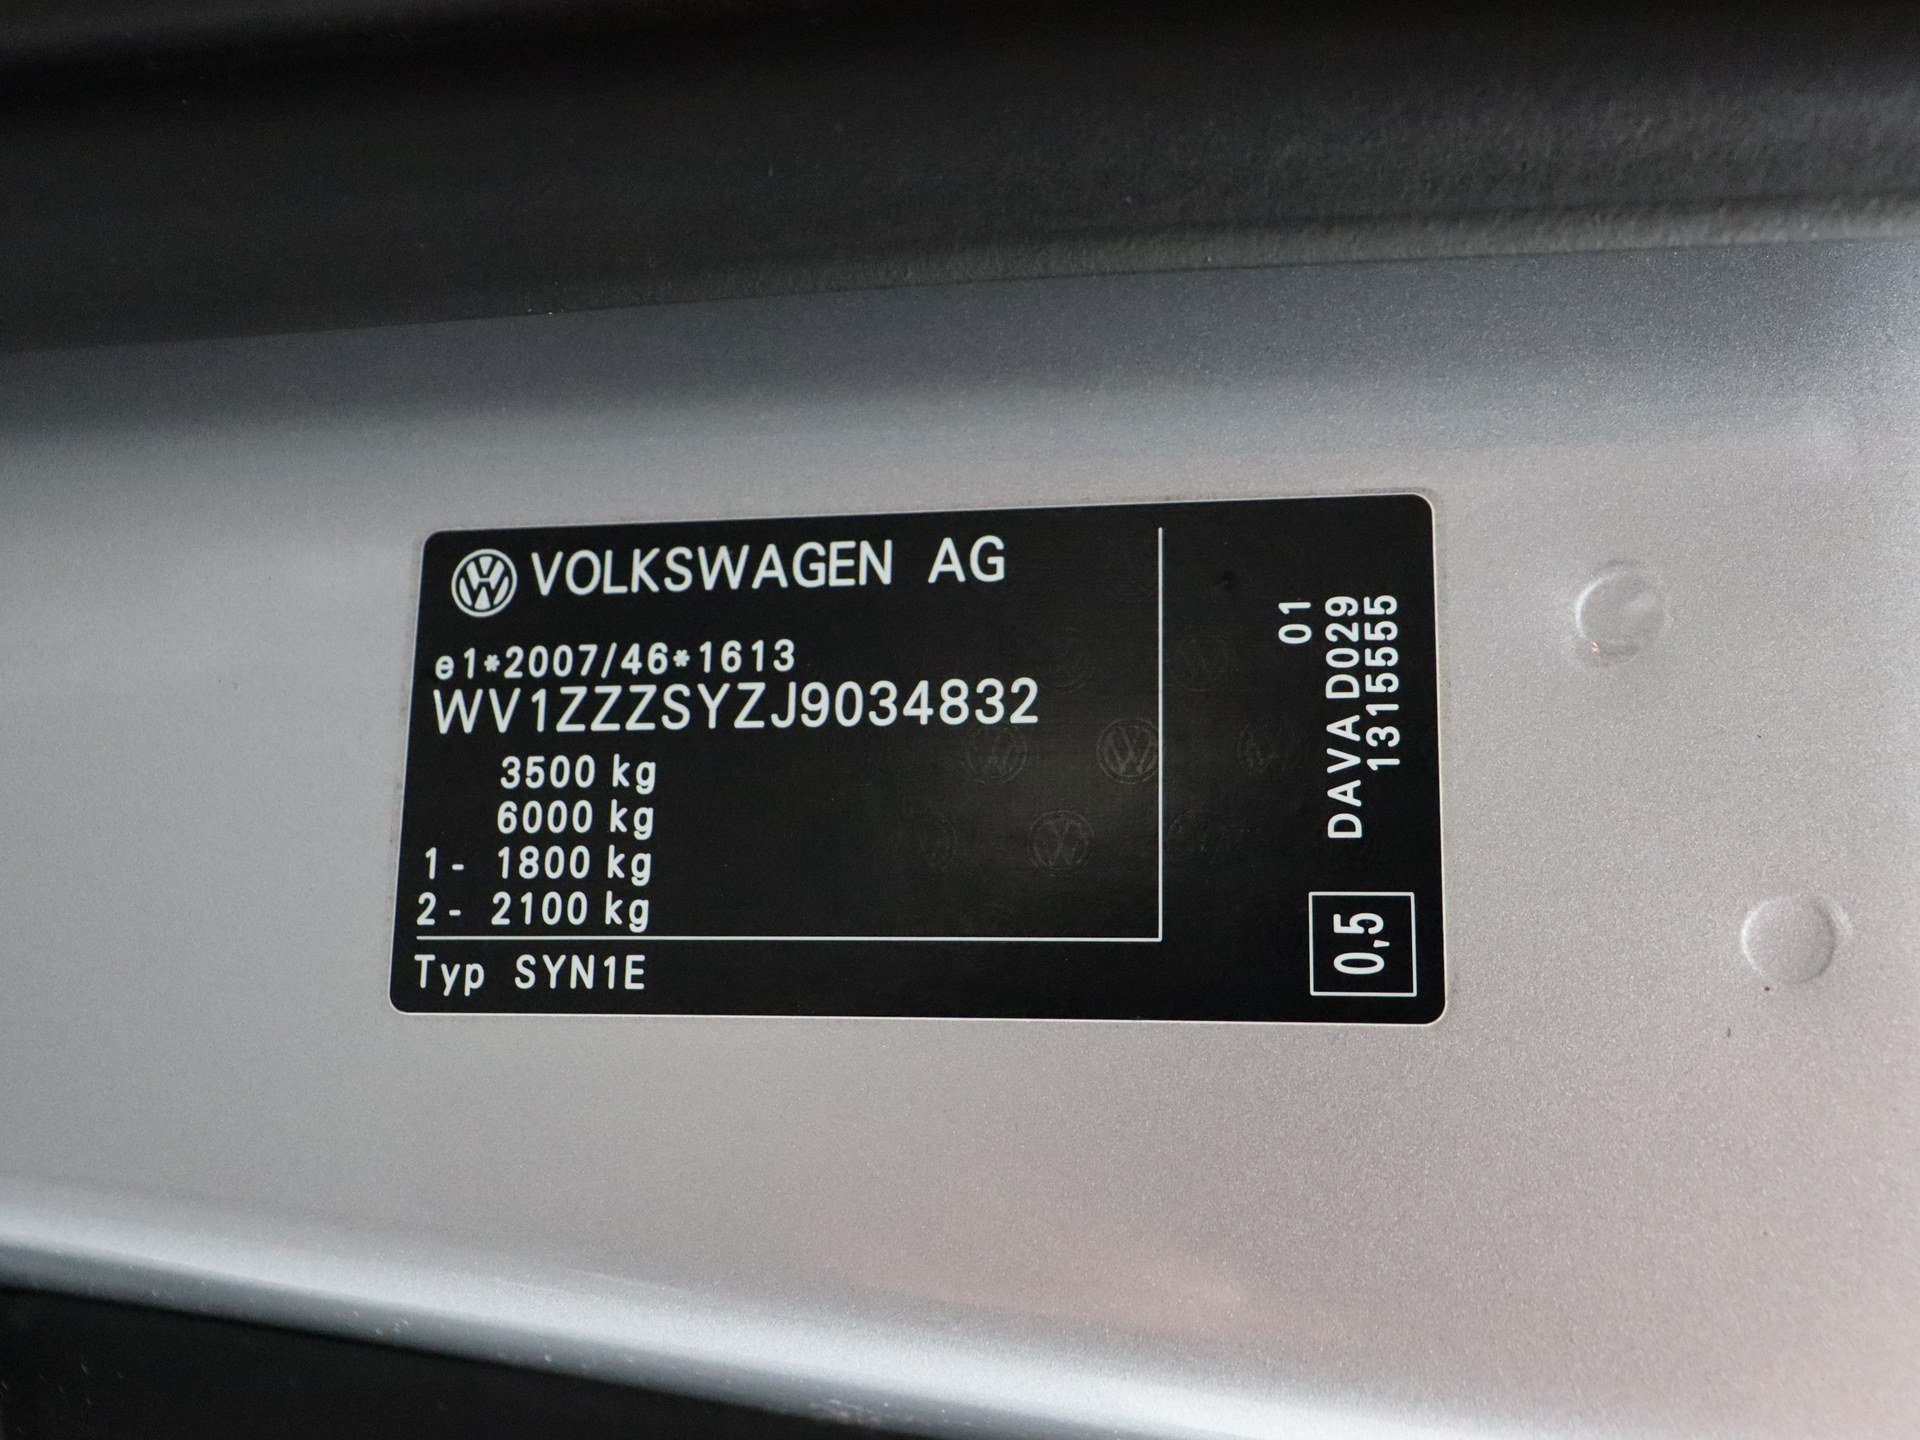 VOLKSWAGEN AG
e1*2007/46*1613
WV1ZZZSYZJ9034832
3500 kg
6000 kg
1- 1800 kg
2- 2100 kg
Typ SYN1E
01
DAVA D029
13155555
0,5